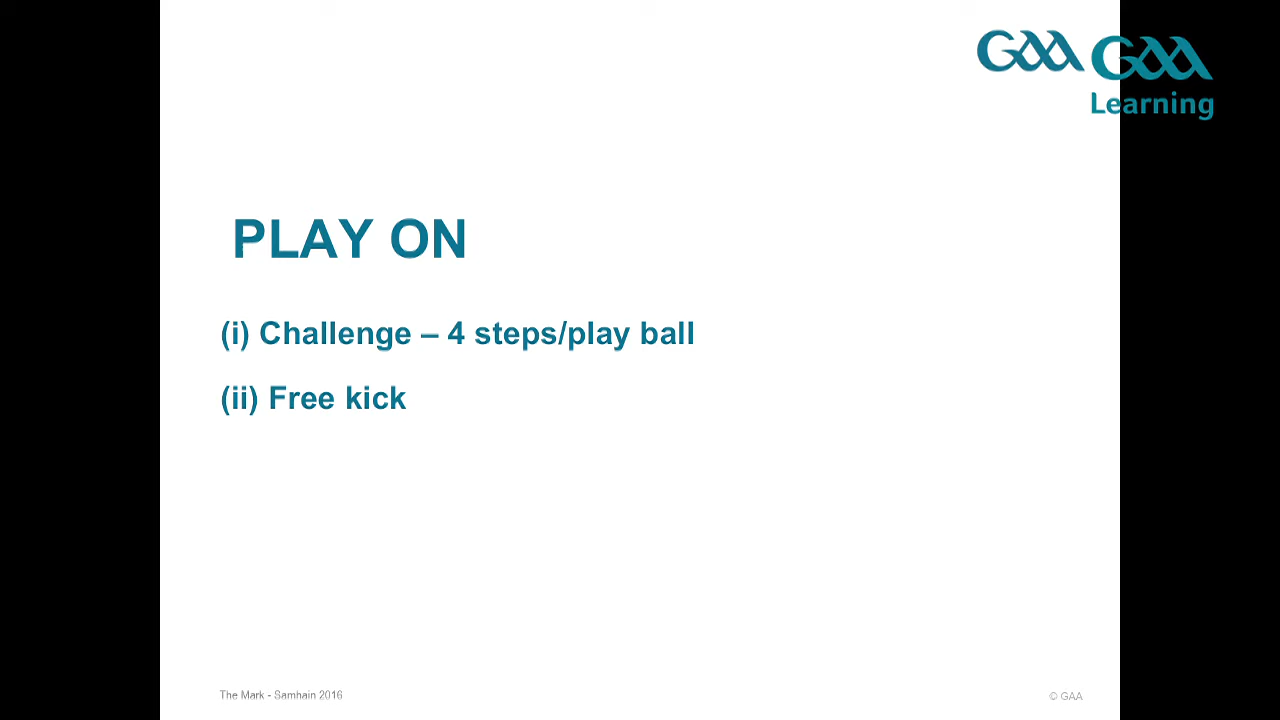 GAA GAA
Learning
PLAY ON
(i) Challenge – 4 steps/play ball
(ii) Free kick
The Mark - Samhain 2016
© GAA